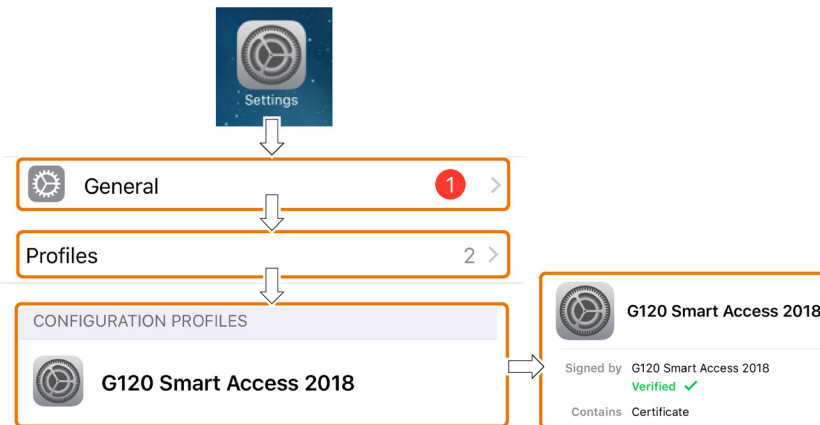 Settings
General 1
Profiles 2
CONFIGURATION PROFILES
G120 Smart Access 2018
G120 Smart Access 2018
Signed by G120 Smart Access 2018
Verified
Contains Certificate